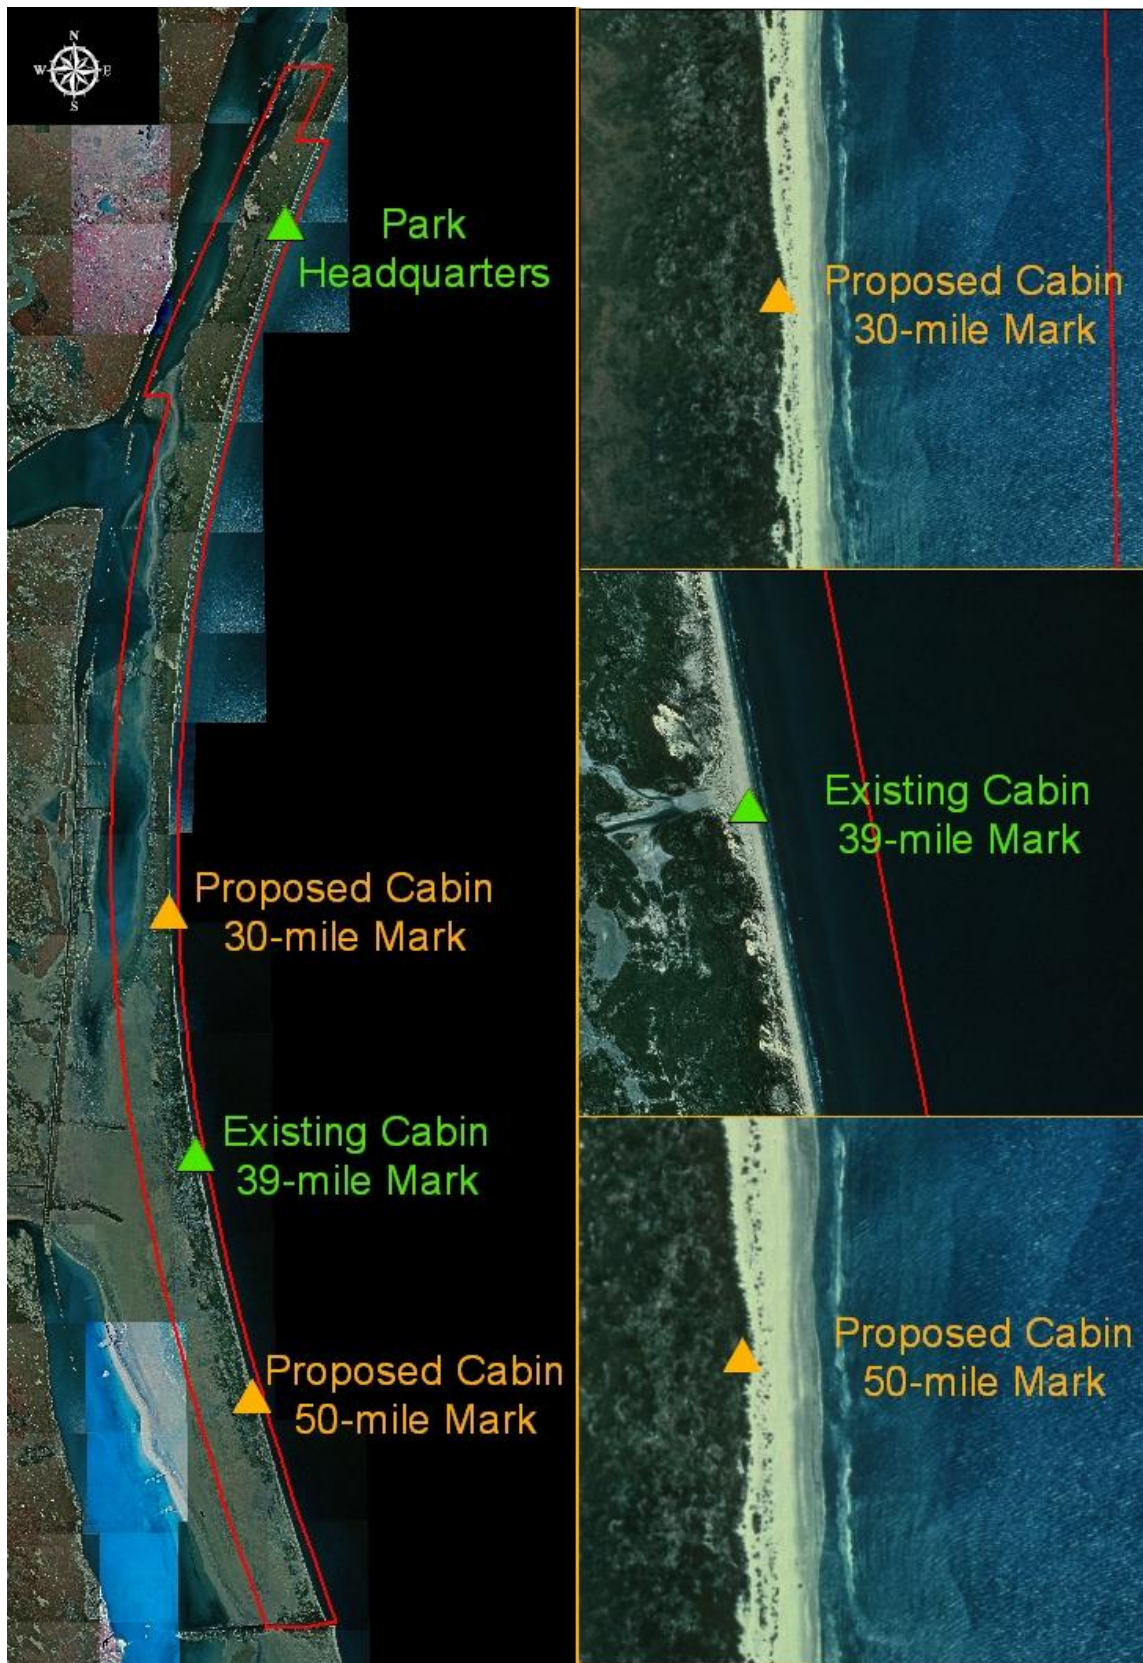 N
W E
S
Park
Headquarters
Proposed Cabin
30-mile Mark
Existing Cabin
39-mile Mark
Proposed Cabin
50-mile Mark
Proposed Cabin
30-mile Mark
Existing Cabin
39-mile Mark
Proposed Cabin
50-mile Mark